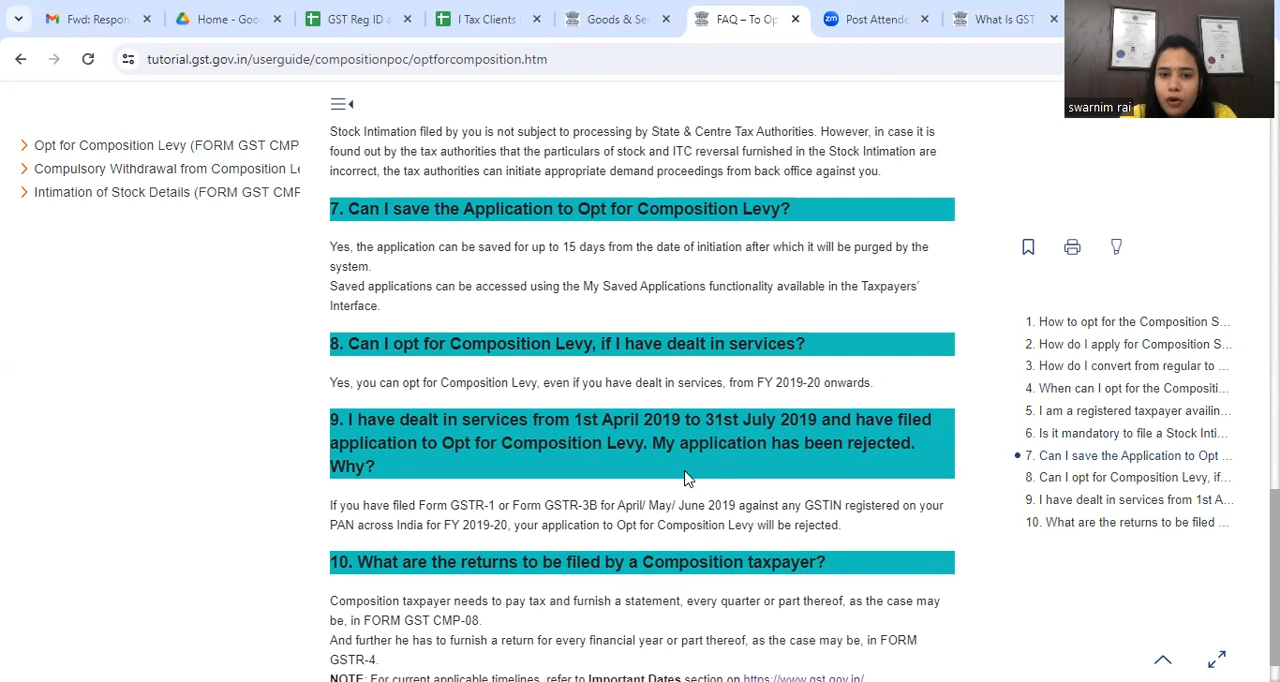 Fwd: Respon
Home - Goo
GST Reg ID a
I Tax Clients
Goods & Se
FAQ – To Op
Post Attende
What Is GST
tutorial.gst.gov.in/userguide/compositionpoc/optforcomposition.htm
swarnim rai
Opt for Composition Levy (FORM GST CMP
Compulsory Withdrawal from Composition Le
Intimation of Stock Details (FORM GST CMP
Stock Intimation filed by you is not subject to processing by State & Centre Tax Authorities. However, in case it is
found out by the tax authorities that the particulars of stock and ITC reversal furnished in the Stock Intimation are
incorrect, the tax authorities can initiate appropriate demand proceedings from back office against you.
7. Can I save the Application to Opt for Composition Levy?
Yes, the application can be saved for up to 15 days from the date of initiation after which it will be purged by the
system.
Saved applications can be accessed using the My Saved Applications functionality available in the Taxpayers'
Interface.
8. Can I opt for Composition Levy, if I have dealt in services?
Yes, you can opt for Composition Levy, even if you have dealt in services, from FY 2019-20 onwards.
9. I have dealt in services from 1st April 2019 to 31st July 2019 and have filed
application to Opt for Composition Levy. My application has been rejected.
Why?
If you have filed Form GSTR-1 or Form GSTR-3B for April/ May/ June 2019 against any GSTIN registered on your
PAN across India for FY 2019-20, your application to Opt for Composition Levy will be rejected.
10. What are the returns to be filed by a Composition taxpayer?
Composition taxpayer needs to pay tax and furnish a statement, every quarter or part thereof, as the case may
be, in FORM GST CMP-08.
And further he has to furnish a return for every financial year or part thereof, as the case may be, in FORM
GSTR-4.
NOTE: For current applicable timelines, refer to Important Dates section on https://www.gst.gov.in/
1. How to opt for the Composition S...
2. How do I apply for Composition S...
3. How do I convert from regular to ...
4. When can I opt for the Compositi...
5. I am a registered taxpayer availin...
6. Is it mandatory to file a Stock Inti...
7. Can I save the Application to Opt ...
8. Can I opt for Composition Levy, if...
9. I have dealt in services from 1st A...
10. What are the returns to be filed ...